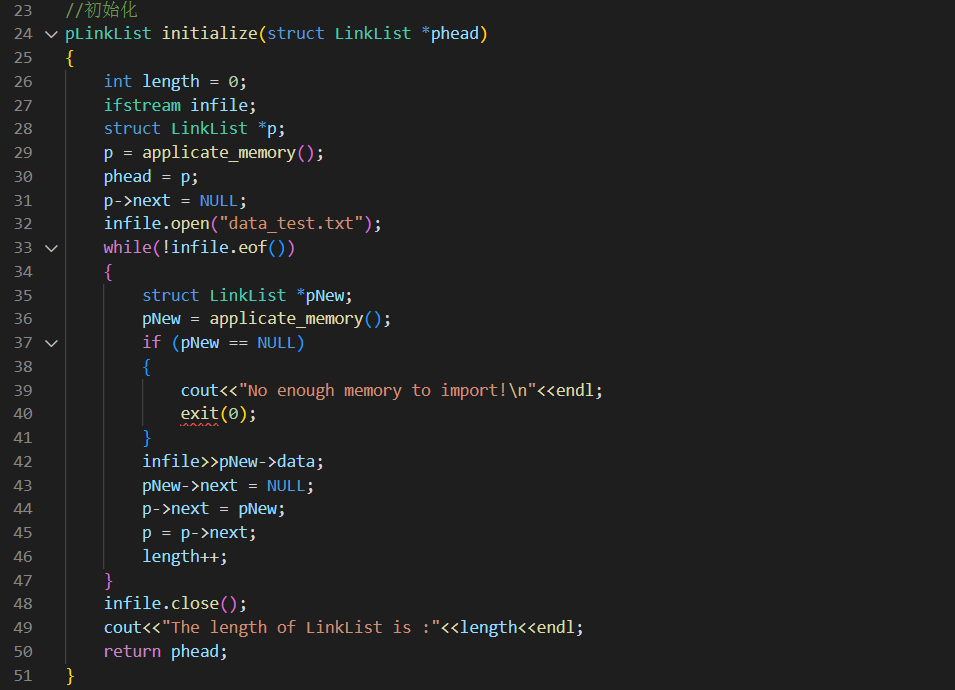 23 //初始化
24 pLinkList initialize(struct LinkList *phead)
25 {
26     int length = 0;
27     ifstream infile;
28     struct LinkList *p;
29     p = applicate_memory();
30     phead = p;
31     p->next = NULL;
32     infile.open("data_test.txt");
33     while(!infile.eof())
34     {
35         struct LinkList *pNew;
36         pNew = applicate_memory();
37         if (pNew == NULL)
38         {
39             cout<<"No enough memory to import!\n"<<endl;
40             exit(0);
41         }
42         infile>>pNew->data;
43         pNew->next = NULL;
44         p->next = pNew;
45         p = p->next;
46         length++;
47     }
48     infile.close();
49     cout<<"The length of LinkList is :"<<length<<endl;
50     return phead;
51 }